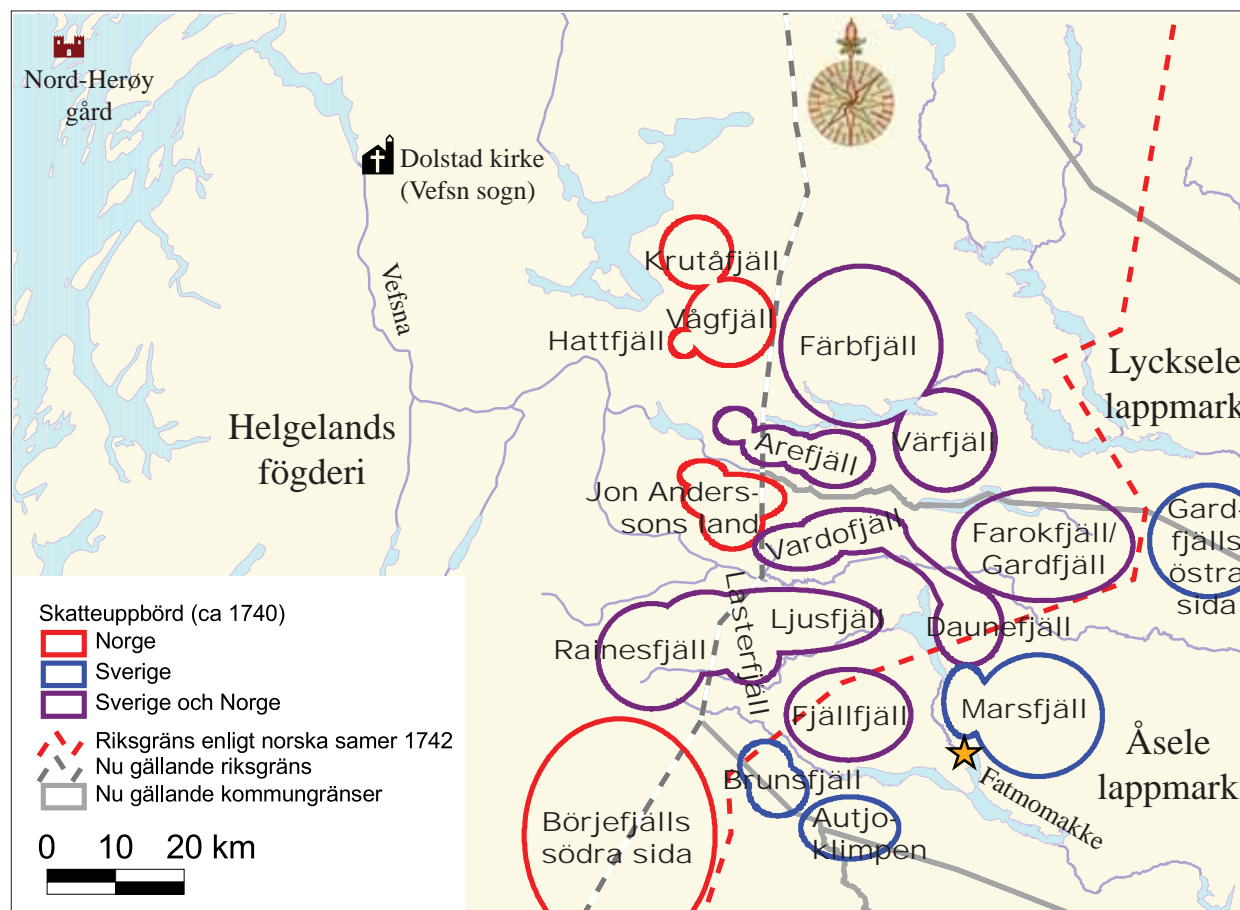 Nord-Herøy
gård
Dolstad kirke
(Vefsn sogn)
Vefsna
Krutåfjäll
Vågfjäll
Hattfjäll
Färbfjäll
Lycksele
lappmark
Helgelands
fögderi
Arefjäll
Värfjäll
Jon Anders-
sons land
Vardofjäll
Farokfjäll/
Gardfjäll
Gard-
fjälls
östra
sida
Lasterfjäll
Ljusfjäll
Daunefjäll
Rainesfjäll
Fjällfjäll
Marsfjäll
Åsele
lappmark
Brunsfjäll
Fatmomakke
Autjo-
klimpen
Börjefjälls
södra sida
Skatteuppbörd (ca 1740)
Norge
Sverige
Sverige och Norge
Riksgräns enligt norska samer 1742
Nu gällande riksgräns
Nu gällande kommungränser
0 10 20 km